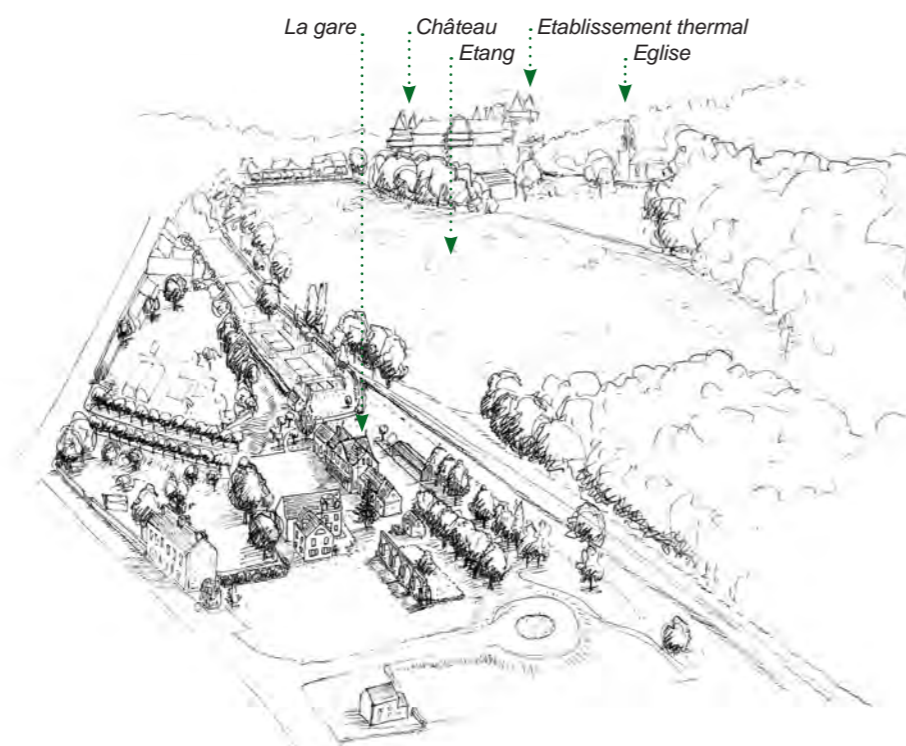 La gare
Château
Etablissement thermal
Etang
Eglise